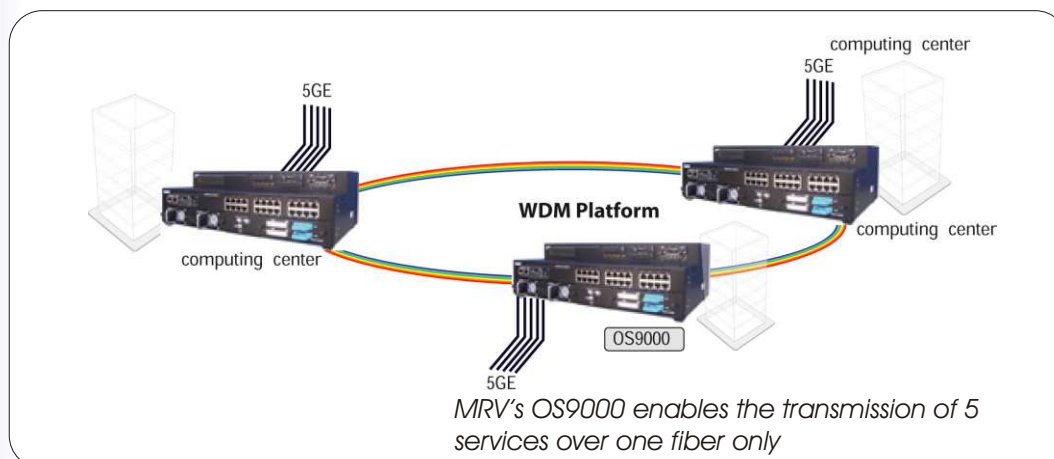 computing center
5GE
5GE
WDM Platform
computing center
computing center
OS9000
5GE
MRV's OS9000 enables the transmission of 5
services over one fiber only